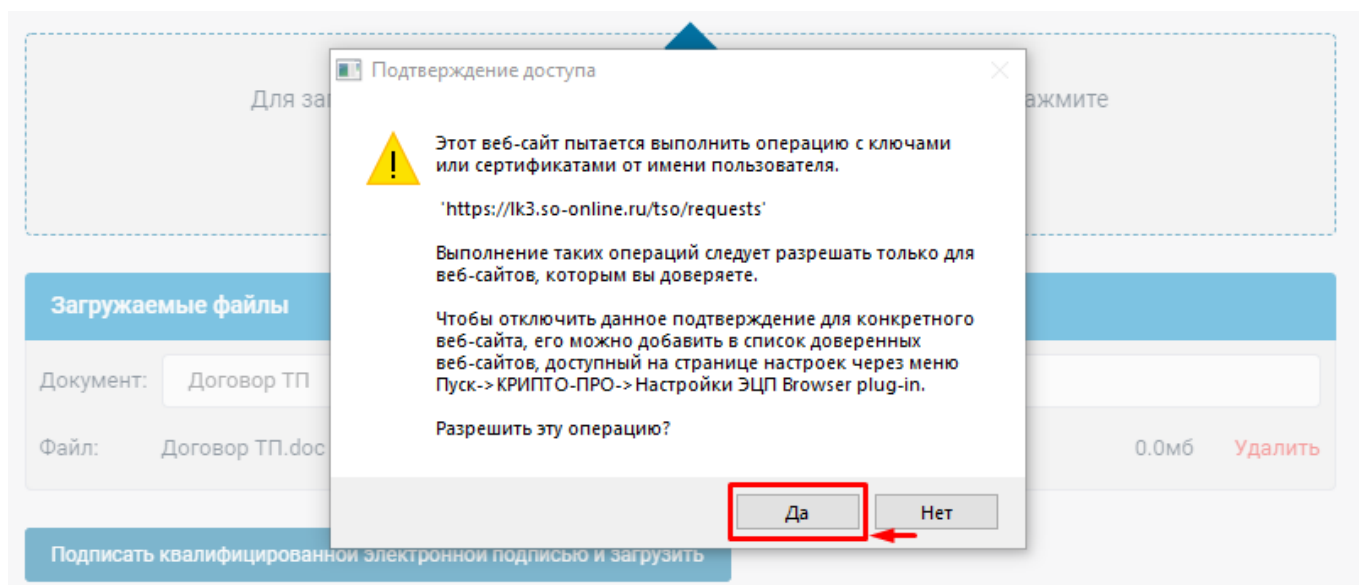 Подтверждение доступа
Для заг
ажмите
Этот веб-сайт пытается выполнить операцию с ключами
или сертификатами от имени пользователя.
'https://lk3.so-online.ru/tso/requests'
Выполнение таких операций следует разрешать только для
веб-сайтов, которым вы доверяете.
Чтобы отключить данное подтверждение для конкретного
веб-сайта, его можно добавить в список доверенных
веб-сайтов, доступный на странице настроек через меню
Пуск->КРИПТО-ПРО->Настройки ЭЦП Browser plug-in.
Разрешить эту операцию?
Да Нет
Загружаемые файлы
Документ: Договор ТП
Файл: Договор ТП.doc 0.0мб Удалить
Подписать квалифицированной электронной подписью и загрузить